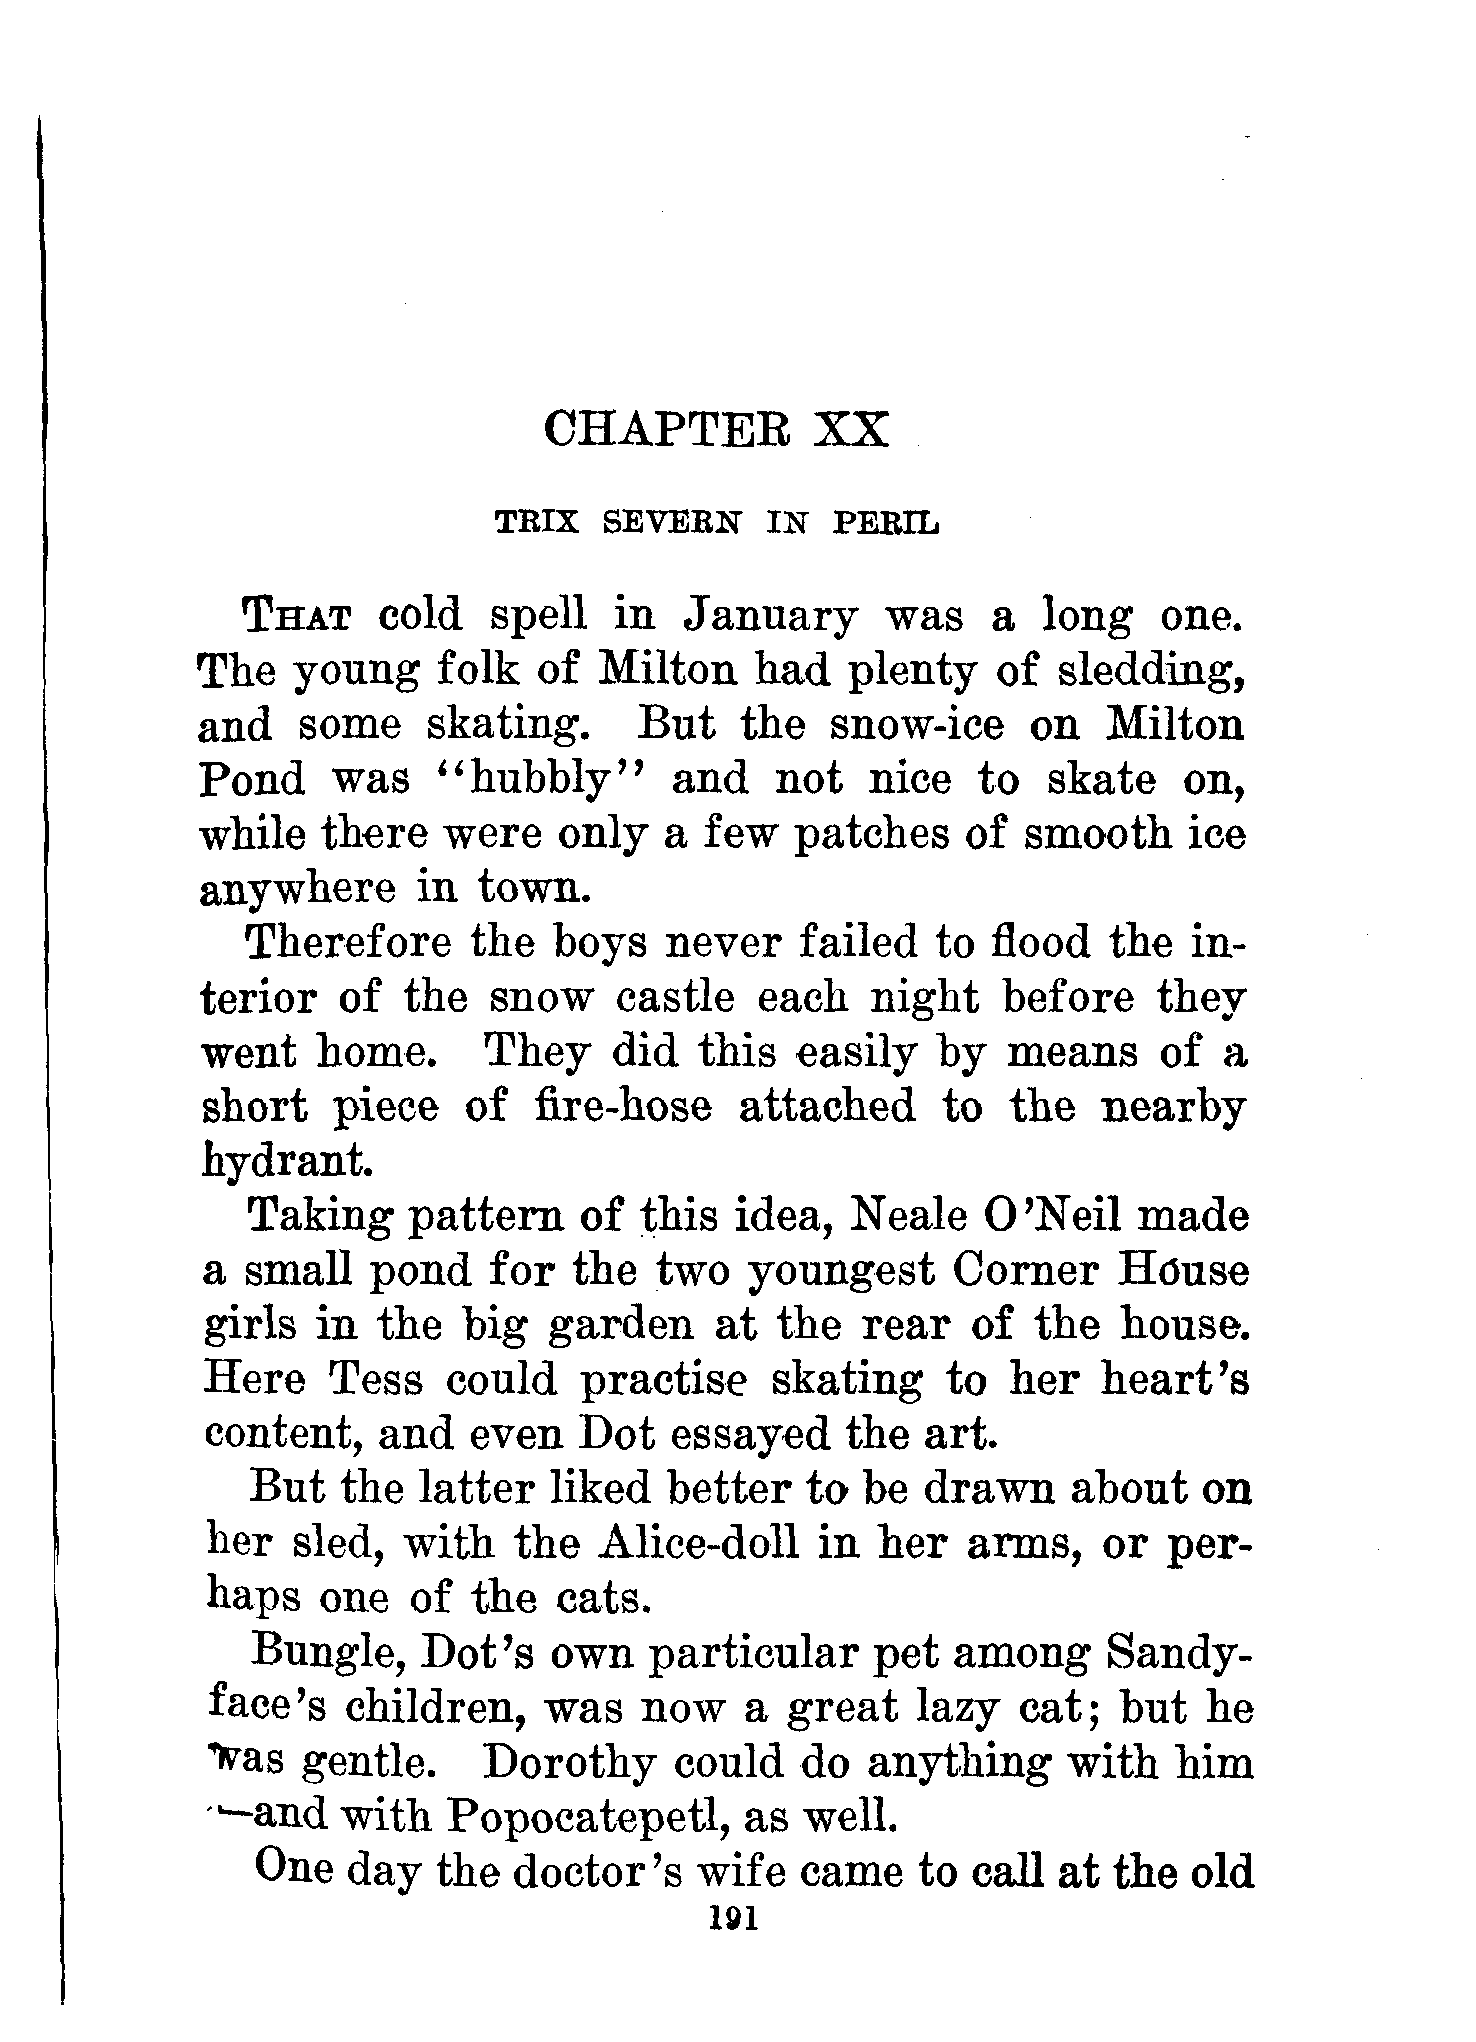 CHAPTER XX
TRIX SEVERN IN PERIL
THAT cold spell in January was a long one.
The young folk of Milton had plenty of sledding,
and some skating. But the snow-ice on Milton
Pond was “hubbly” and not nice to skate on,
while there were only a few patches of smooth ice
anywhere in town.
Therefore the boys never failed to flood the in-
terior of the snow castle each night before they
went home. They did this easily by means of a
short piece of fire-hose attached to the nearby
hydrant.
Taking pattern of this idea, Neale O'Neil made
a small pond for the two youngest Corner House
girls in the big garden at the rear of the house.
Here Tess could practise skating to her heart's
content, and even Dot essayed the art.
But the latter liked better to be drawn about on
her sled, with the Alice-doll in her arms, or per-
haps one of the cats.
Bungle, Dot's own particular pet among Sandy-
face's children, was now a great lazy cat; but he
was gentle. Dorothy could do anything with him
—and with Popocatepetl, as well.
One day the doctor's wife came to call at the old
191